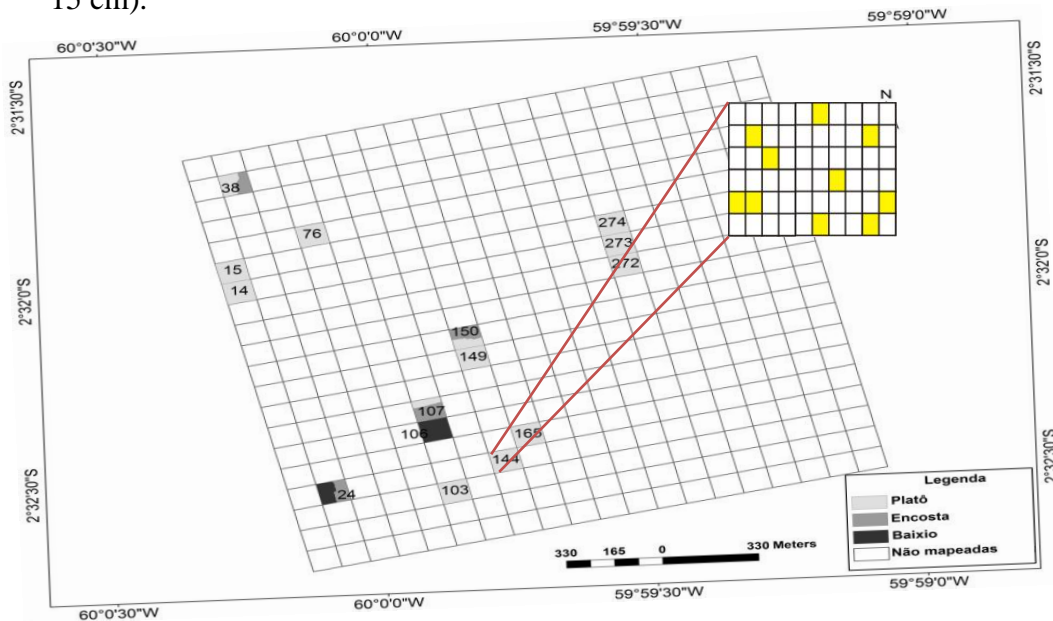 15 cm).
60°0'30"W 60°0'0"W 59°59'30"W 59°59'0"W
2°31'30"S 2°31'30"S
N
38
76
274
273
272
15
14
2°32'0"S 2°32'0"S
150
149
107
106
165
144
103
24
2°32'30"S 2°32'30"S
Legenda
Platô
Encosta
Baixio
Não mapeadas
330 165 0 330 Meters
60°0'30"W 60°0'0"W 59°59'30"W 59°59'0"W